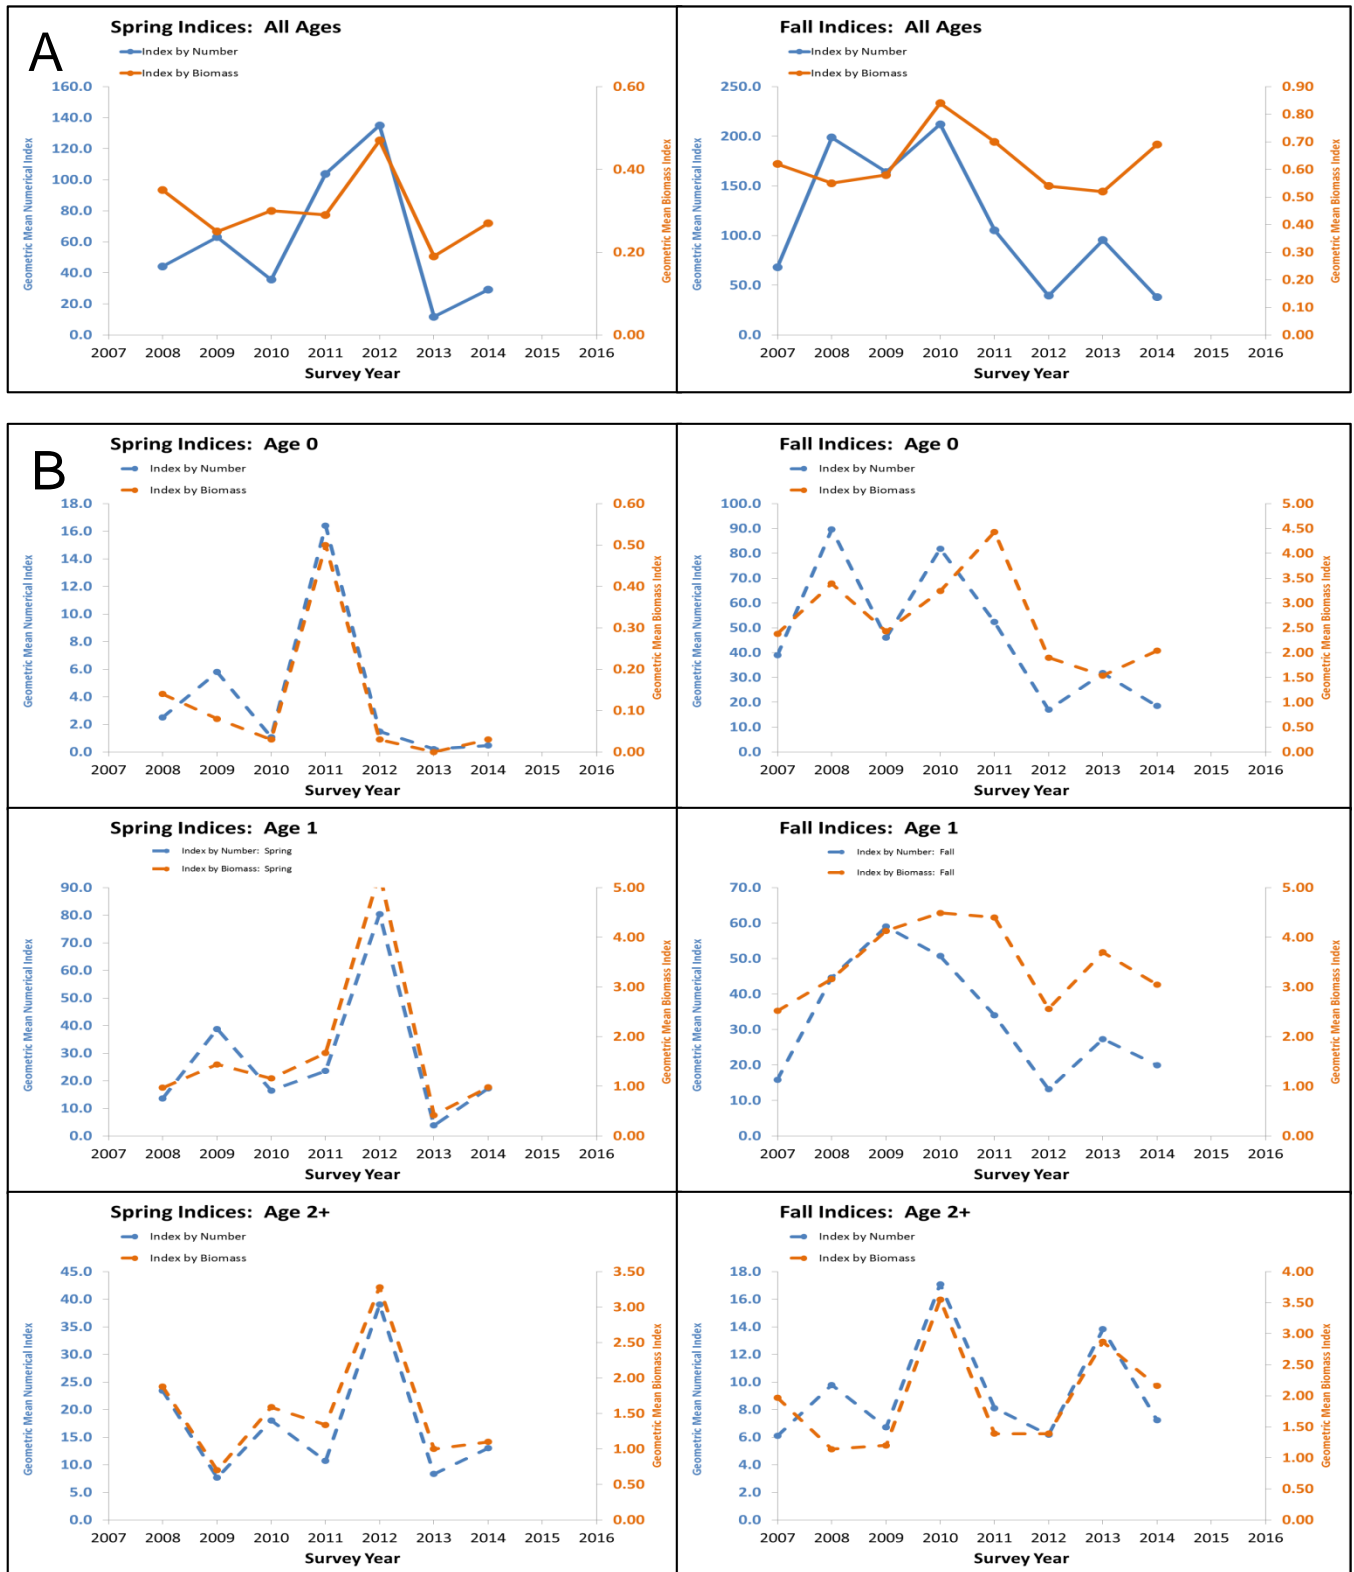 A
Spring Indices: All Ages
Index by Number
Index by Biomass
Geometric Mean Numerical Index
160.0
140.0
120.0
100.0
80.0
60.0
40.0
20.0
0.0
0.60
0.40
0.20
0.00
Geometric Mean Biomass Index
2007 2008 2009 2010 2011 2012 2013 2014 2015 2016
Survey Year
Fall Indices: All Ages
Index by Number
Index by Biomass
Geometric Mean Numerical Index
250.0
200.0
150.0
100.0
50.0
0.0
0.90
0.80
0.70
0.60
0.50
0.40
0.30
0.20
0.10
0.00
Geometric Mean Biomass Index
2007 2008 2009 2010 2011 2012 2013 2014 2015 2016
Survey Year
B
Spring Indices: Age 0
Index by Number
Index by Biomass
Geometric Mean Numerical Index
18.0
16.0
14.0
12.0
10.0
8.0
6.0
4.0
2.0
0.0
0.60
0.50
0.40
0.30
0.20
0.10
0.00
Geometric Mean Biomass Index
2007 2008 2009 2010 2011 2012 2013 2014 2015 2016
Survey Year
Fall Indices: Age 0
Index by Number
Index by Biomass
Geometric Mean Numerical Index
100.0
90.0
80.0
70.0
60.0
50.0
40.0
30.0
20.0
10.0
0.0
5.00
4.50
4.00
3.50
3.00
2.50
2.00
1.50
1.00
0.50
0.00
Geometric Mean Biomass Index
2007 2008 2009 2010 2011 2012 2013 2014 2015 2016
Survey Year
Spring Indices: Age 1
Index by Number: Spring
Index by Biomass: Spring
Geometric Mean Numerical Index
90.0
80.0
70.0
60.0
50.0
40.0
30.0
20.0
10.0
0.0
5.00
4.00
3.00
2.00
1.00
0.00
Geometric Mean Biomass Index
2007 2008 2009 2010 2011 2012 2013 2014 2015 2016
Survey Year
Fall Indices: Age 1
Index by Number: Fall
Index by Biomass: Fall
Geometric Mean Numerical Index
70.0
60.0
50.0
40.0
30.0
20.0
10.0
0.0
5.00
4.00
3.00
2.00
1.00
0.00
Geometric Mean Biomass Index
2007 2008 2009 2010 2011 2012 2013 2014 2015 2016
Survey Year
Spring Indices: Age 2+
Index by Number
Index by Biomass
Geometric Mean Numerical Index
45.0
40.0
35.0
30.0
25.0
20.0
15.0
10.0
5.0
0.0
3.50
3.00
2.50
2.00
1.50
1.00
0.50
0.00
Geometric Mean Biomass Index
2007 2008 2009 2010 2011 2012 2013 2014 2015 2016
Survey Year
Fall Indices: Age 2+
Index by Number
Index by Biomass
Geometric Mean Numerical Index
18.0
16.0
14.0
12.0
10.0
8.0
6.0
4.0
2.0
0.0
4.00
3.50
3.00
2.50
2.00
1.50
1.00
0.50
0.00
Geometric Mean Biomass Index
2007 2008 2009 2010 2011 2012 2013 2014 2015 2016
Survey Year